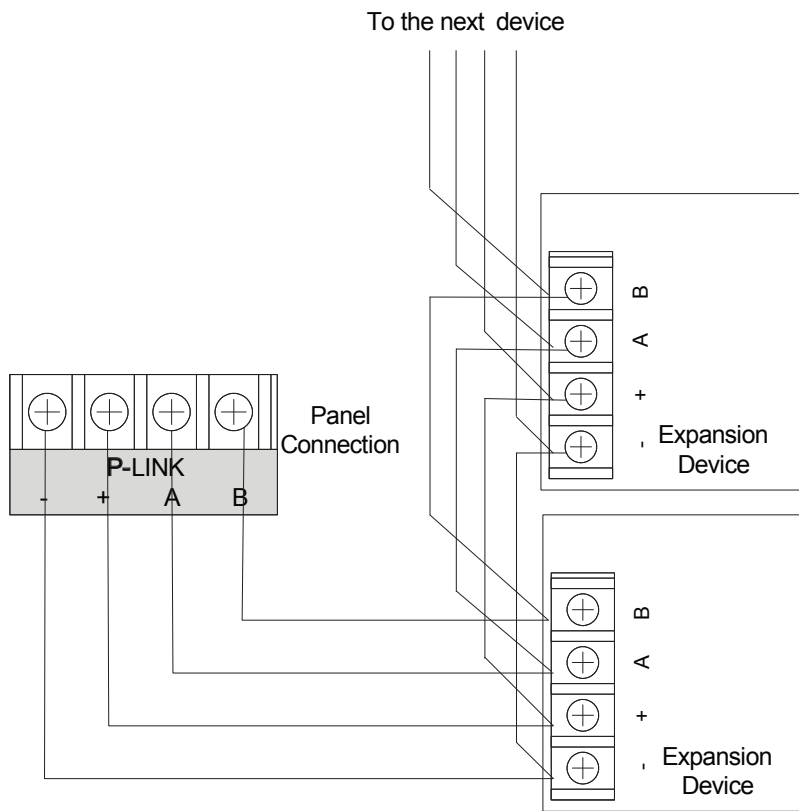 To the next device
B
A
+
-
Expansion
Device
Panel
Connection
P-LINK
- + A B
B
A
+
-
Expansion
Device